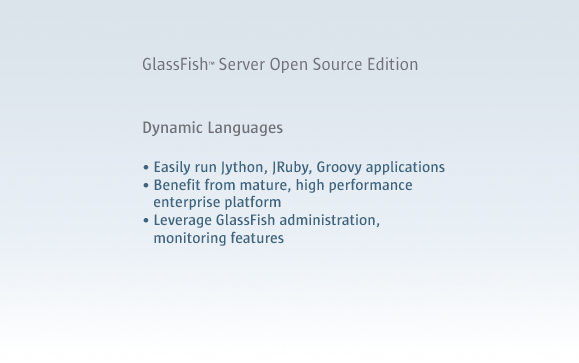 GlassFish™ Server Open Source Edition
Dynamic Languages
• Easily run Jython, JRuby, Groovy applications
• Benefit from mature, high performance
enterprise platform
• Leverage GlassFish administration,
monitoring features